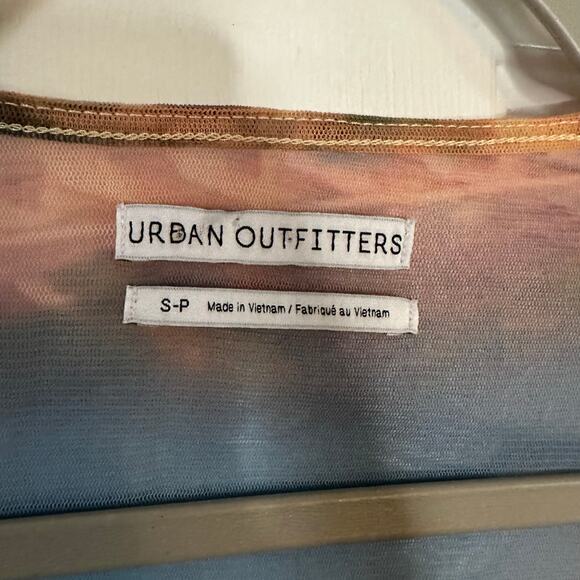 URBAN OUTFITTERS
S-P Made in Vietnam / Fabriqué au Vietnam